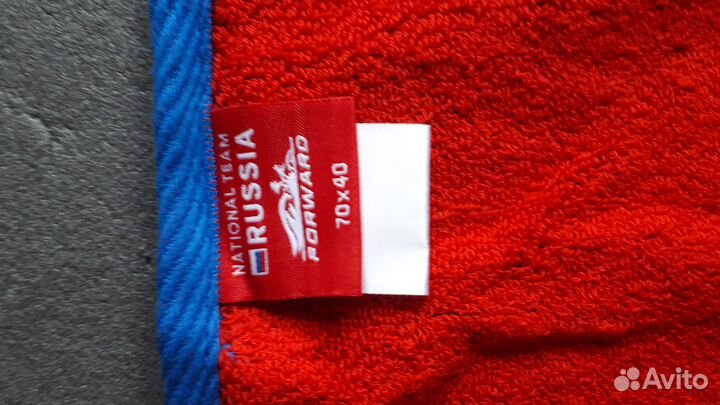 NATIONAL TEAM
RUSSIA
FORWARD
70x40
Avito